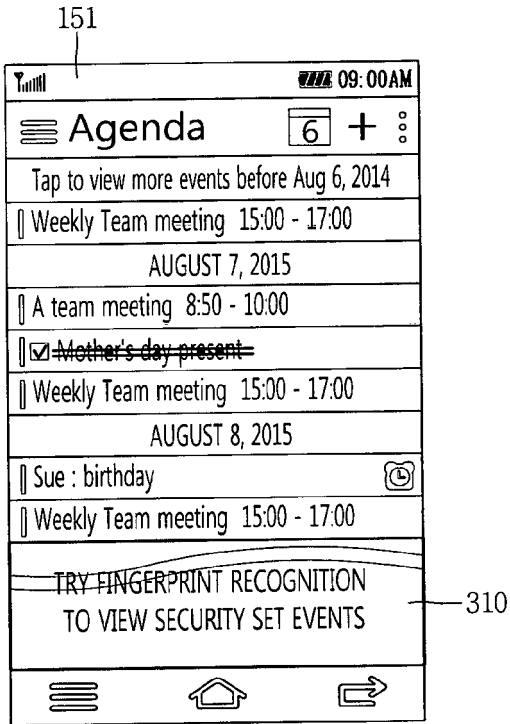 151
09:00AM
Agenda
6
Tap to view more events before Aug 6, 2014
Weekly Team meeting 15:00 - 17:00
AUGUST 7, 2015
A team meeting 8:50 - 10:00
Mother's day present
Weekly Team meeting 15:00 - 17:00
AUGUST 8, 2015
Sue : birthday
Weekly Team meeting 15:00 - 17:00
TRY FINGERPRINT RECOGNITION
TO VIEW SECURITY SET EVENTS
310